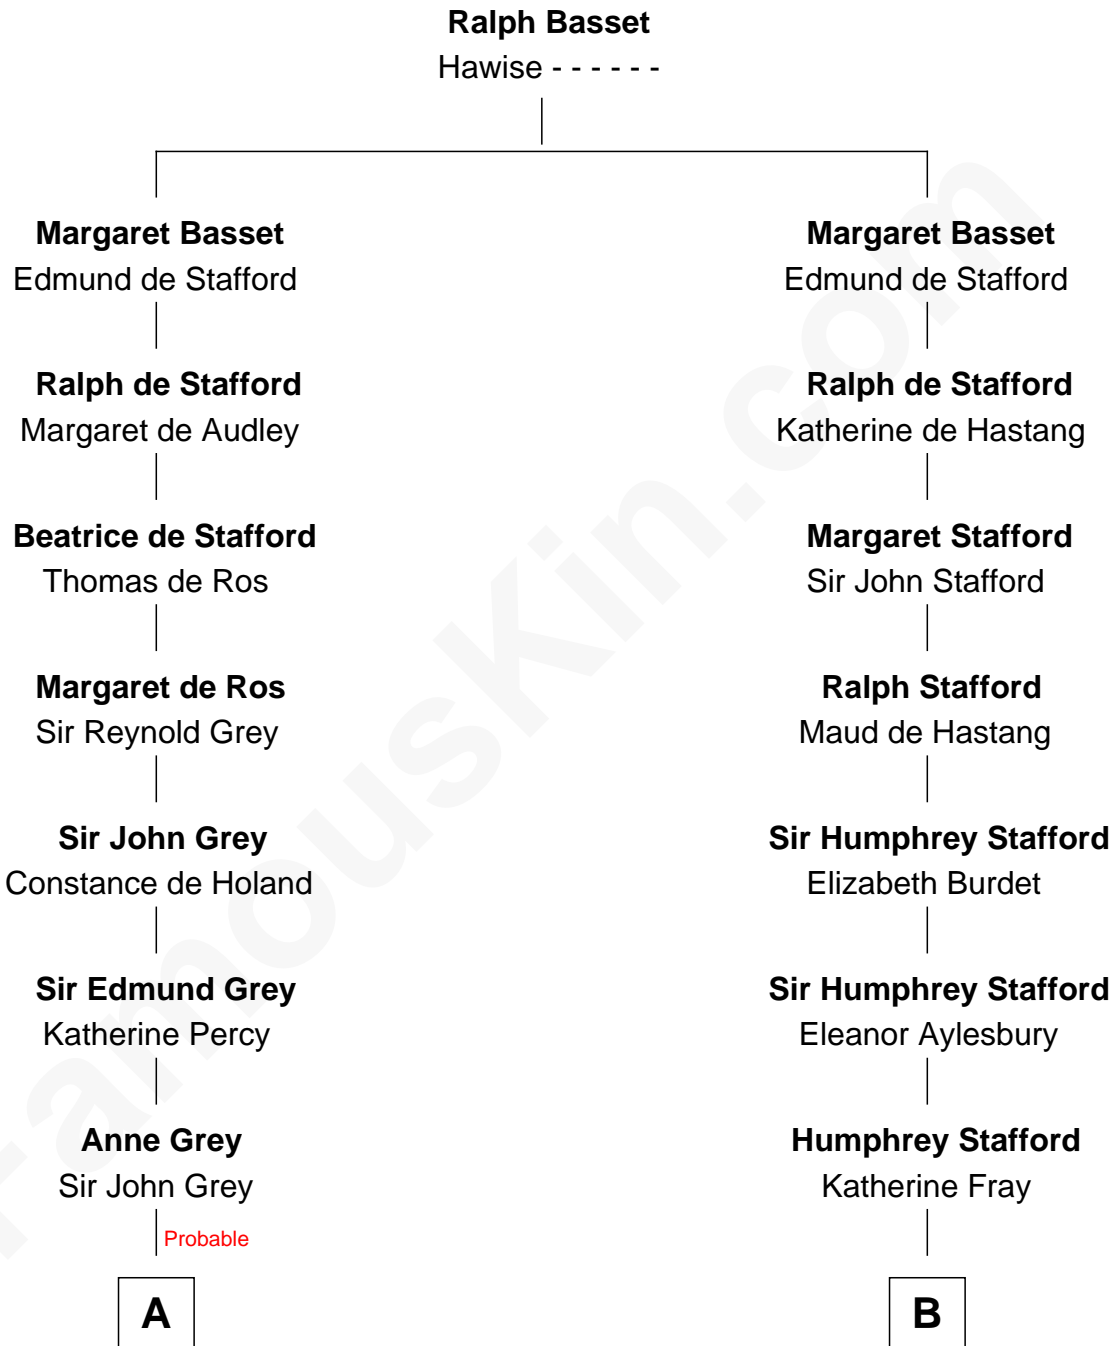 Ralph Basset
Hawise - - - - - -
Margaret Basset
Edmund de Stafford
Margaret Basset
Edmund de Stafford
Ralph de Stafford
Margaret de Audley
Ralph de Stafford
Katherine de Hastang
Beatrice de Stafford
Thomas de Ros
Margaret Stafford
Sir John Stafford
Margaret de Ros
Sir Reynold Grey
Ralph Stafford
Maud de Hastang
Sir John Grey
Constance de Holand
Sir Humphrey Stafford
Elizabeth Burdet
Sir Edmund Grey
Katherine Percy
Sir Humphrey Stafford
Eleanor Aylesbury
Anne Grey
Sir John Grey
Humphrey Stafford
Katherine Fray
Probable
A
B
FamousKin.com